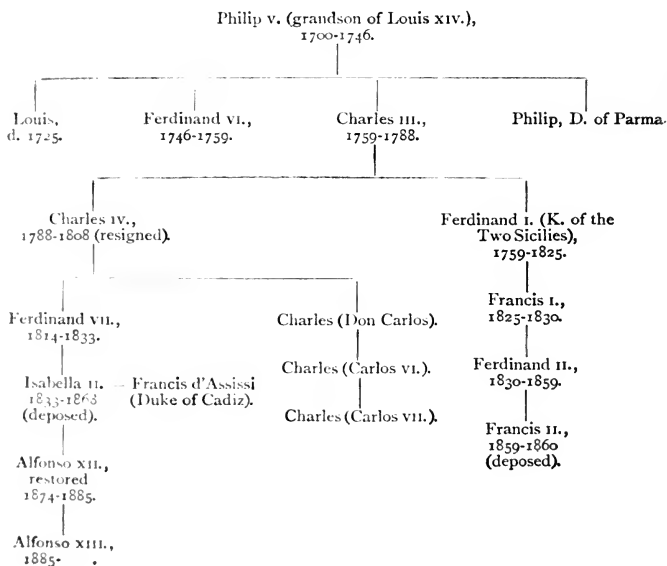 Philip v. (grandson of Louis xiv.),
1700-1746.
Louis,
d. 1725.
Ferdinand vi.,
1746-1759.
Charles iii.,
1759-1788.
Philip, D. of Parma.
Charles iv.,
1788-1808 (resigned).
Ferdinand i. (K. of the
Two Sicilies),
1759-1825.
Ferdinand vii.,
1814-1833.
Charles (Don Carlos).
Francis i.,
1825-1830.
Isabella ii.
1833-1868
(deposed).
Francis d'Assissi
(Duke of Cadiz).
Charles (Carlos vi.).
Charles (Carlos vii.).
Ferdinand ii.,
1830-1859.
Francis ii.,
1859-1860
(deposed).
Alfonso xii.,
restored
1874-1885.
Alfonso xiii.,
1885- .